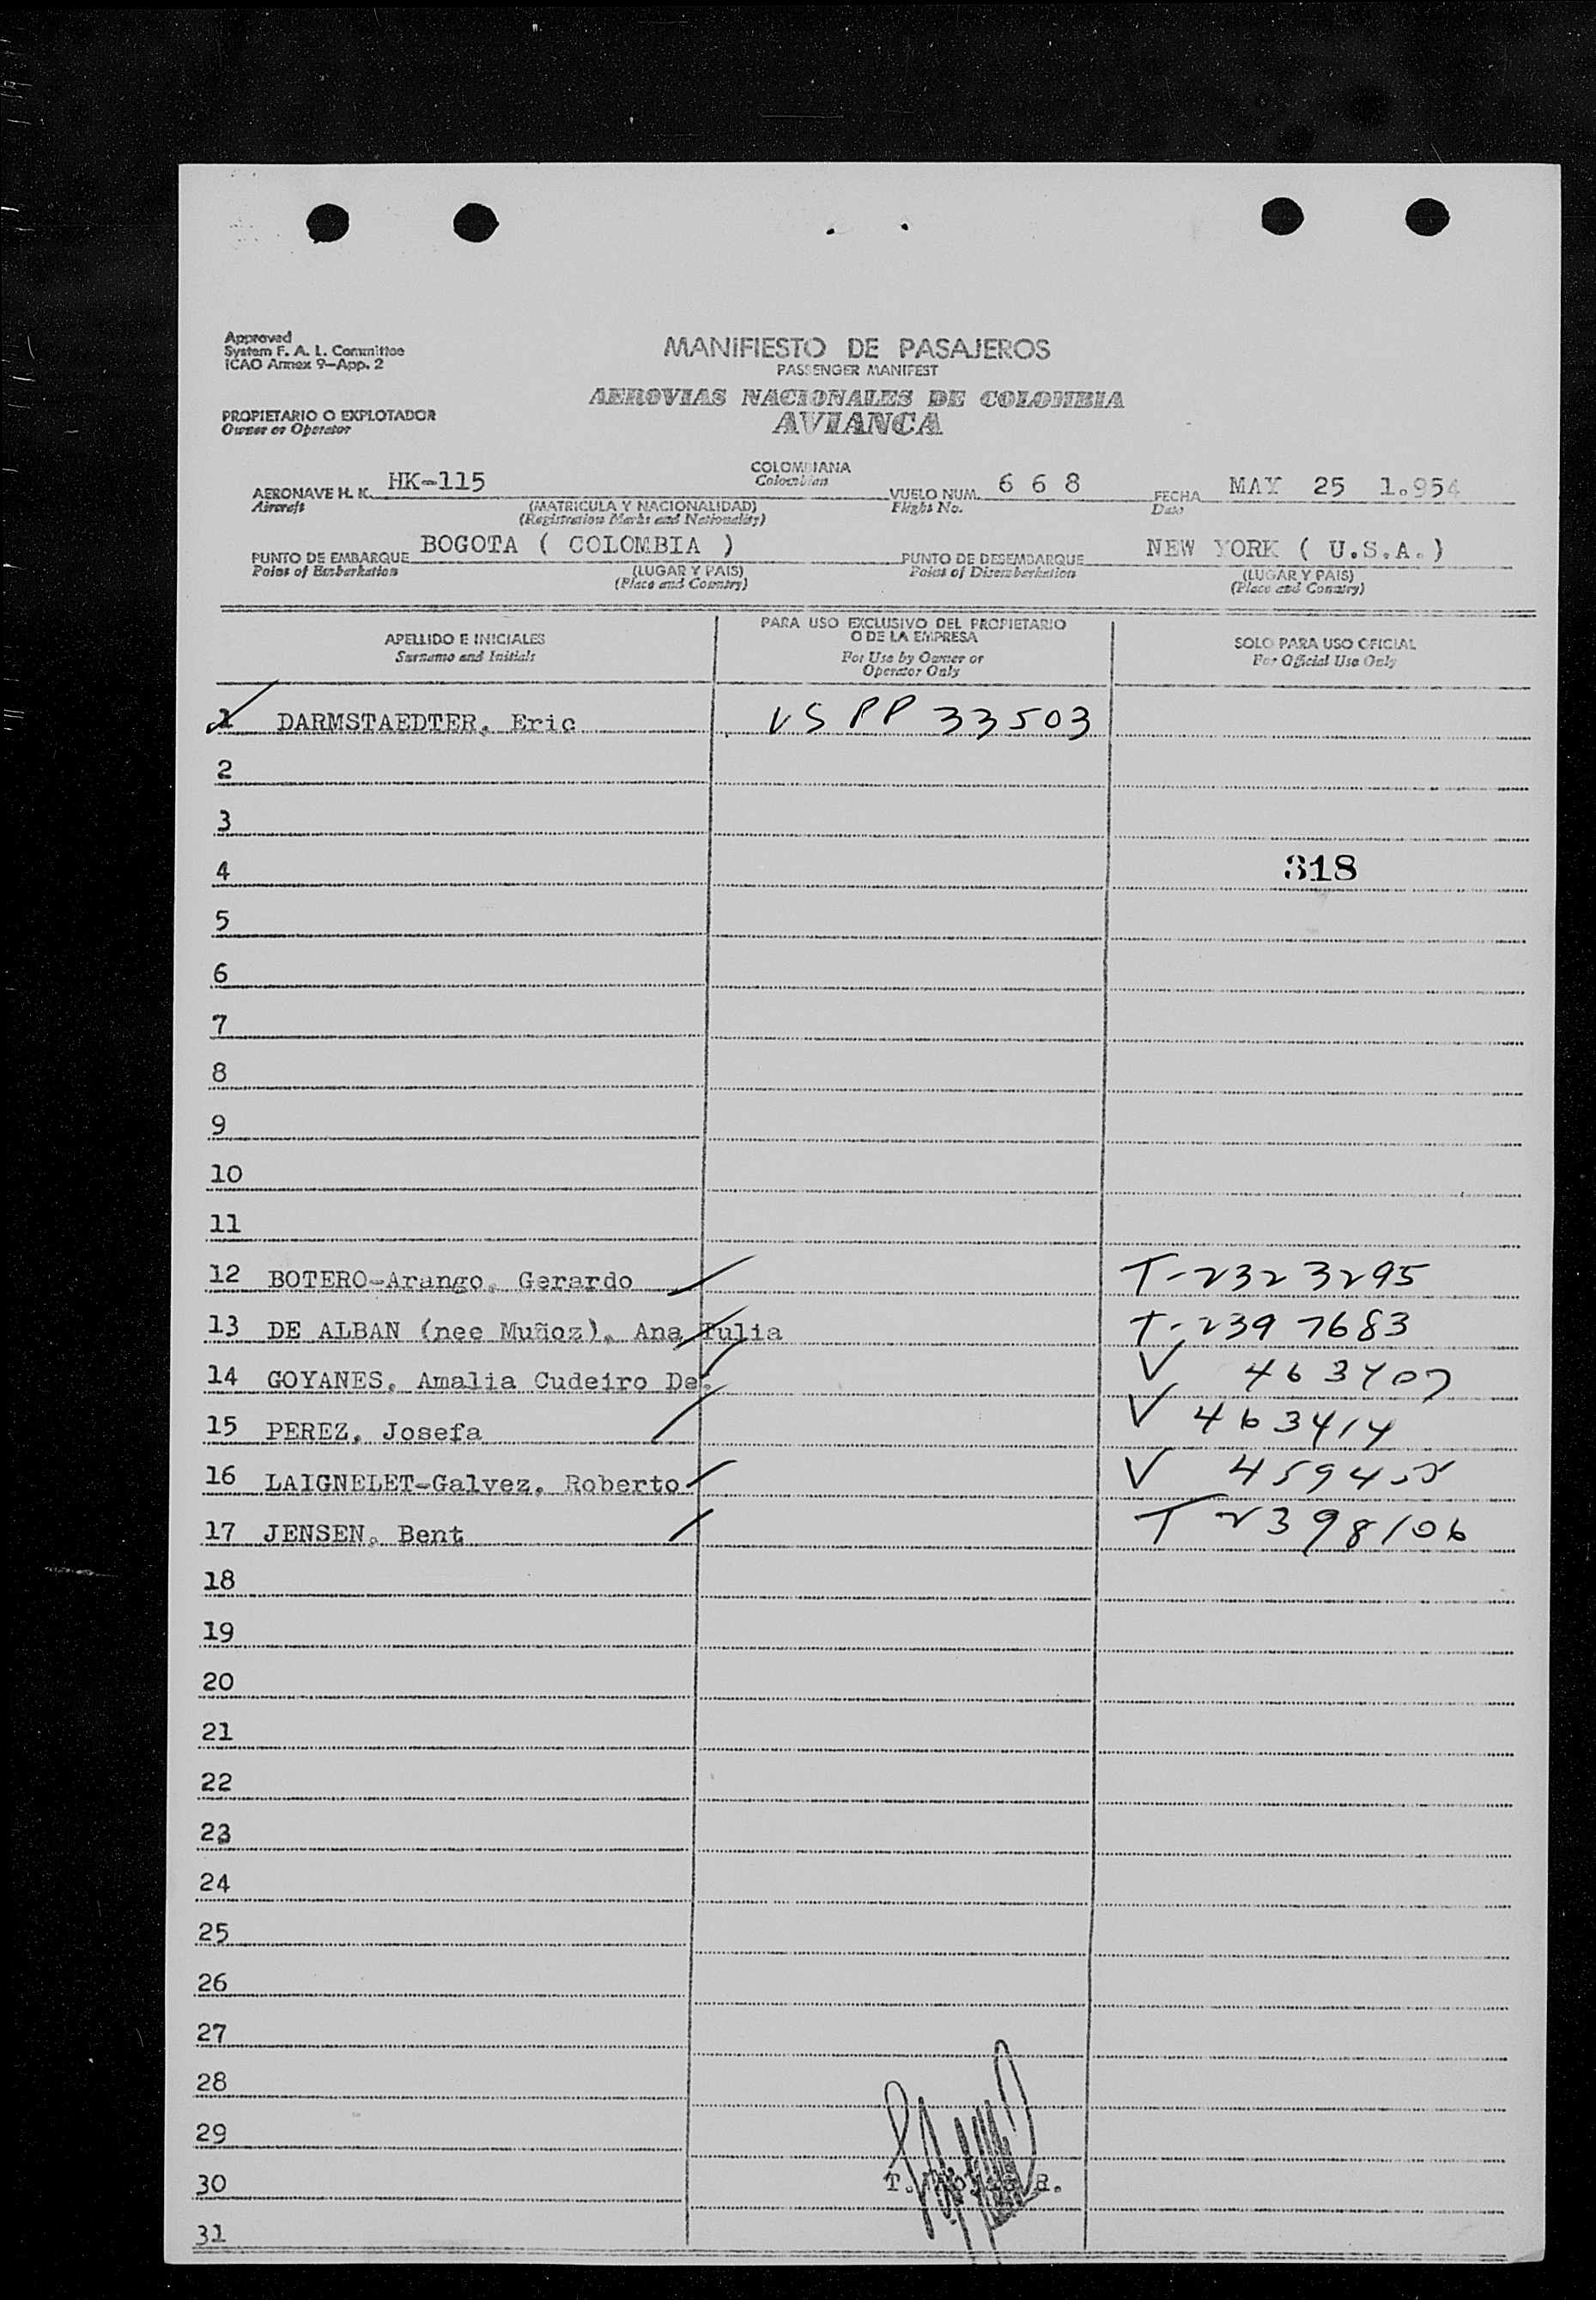 Approved
System F. A. L. Committee
ICAO Annex 9-App. 2
MANIFIESTO DE PASAJEROS
PASSENGER MANIFEST
AEROVIAS NACIONALES DE COLOMBIA
AVIANCA
PROPIETARIO O EXPLOTADOR
Owner or Operator
AERONAVE H. K. HK-115 COLOMBIANA VUELO NUM. 6 6 8 FECHA MAY 25 1.954
Aircraft (MATRICULA Y NACIONALIDAD) Colombian Flight No. Date
(Registration Marks and Nationality)
PUNTO DE EMBARQUE BOGOTA ( COLOMBIA ) PUNTO DE DESEMBARQUE NEW YORK ( U.S.A. )
Point of Embarkation (LUGAR Y PAIS) Point of Disembarkation (LUGAR Y PAIS)
(Place and Country) (Place and Country)
APELLIDO E INICIALES PARA USO EXCLUSIVO DEL PROPIETARIO SOLO PARA USO OFICIAL
Surname and Initials O DE LA EMPRESA For Official Use Only
For Use by Owner or
Operator Only
1 DARMSTAEDTER, Eric VS PP 33503
2
3
4 318
5
6
7
8
9
10
11
12 BOTERO-Arango, Gerardo T-2323295
13 DE ALBAN (nee Muñoz), Ana Tulia T-2397683
14 GOYANES, Amalia Cudeiro De, V 463407
15 PEREZ, Josefa V 463414
16 LAIGNELET-Galvez, Roberto V
17 JENSEN, Bent T 2398106
18
19
20
21
22
23
24
25
26
27
28
29
30 T. R.
31